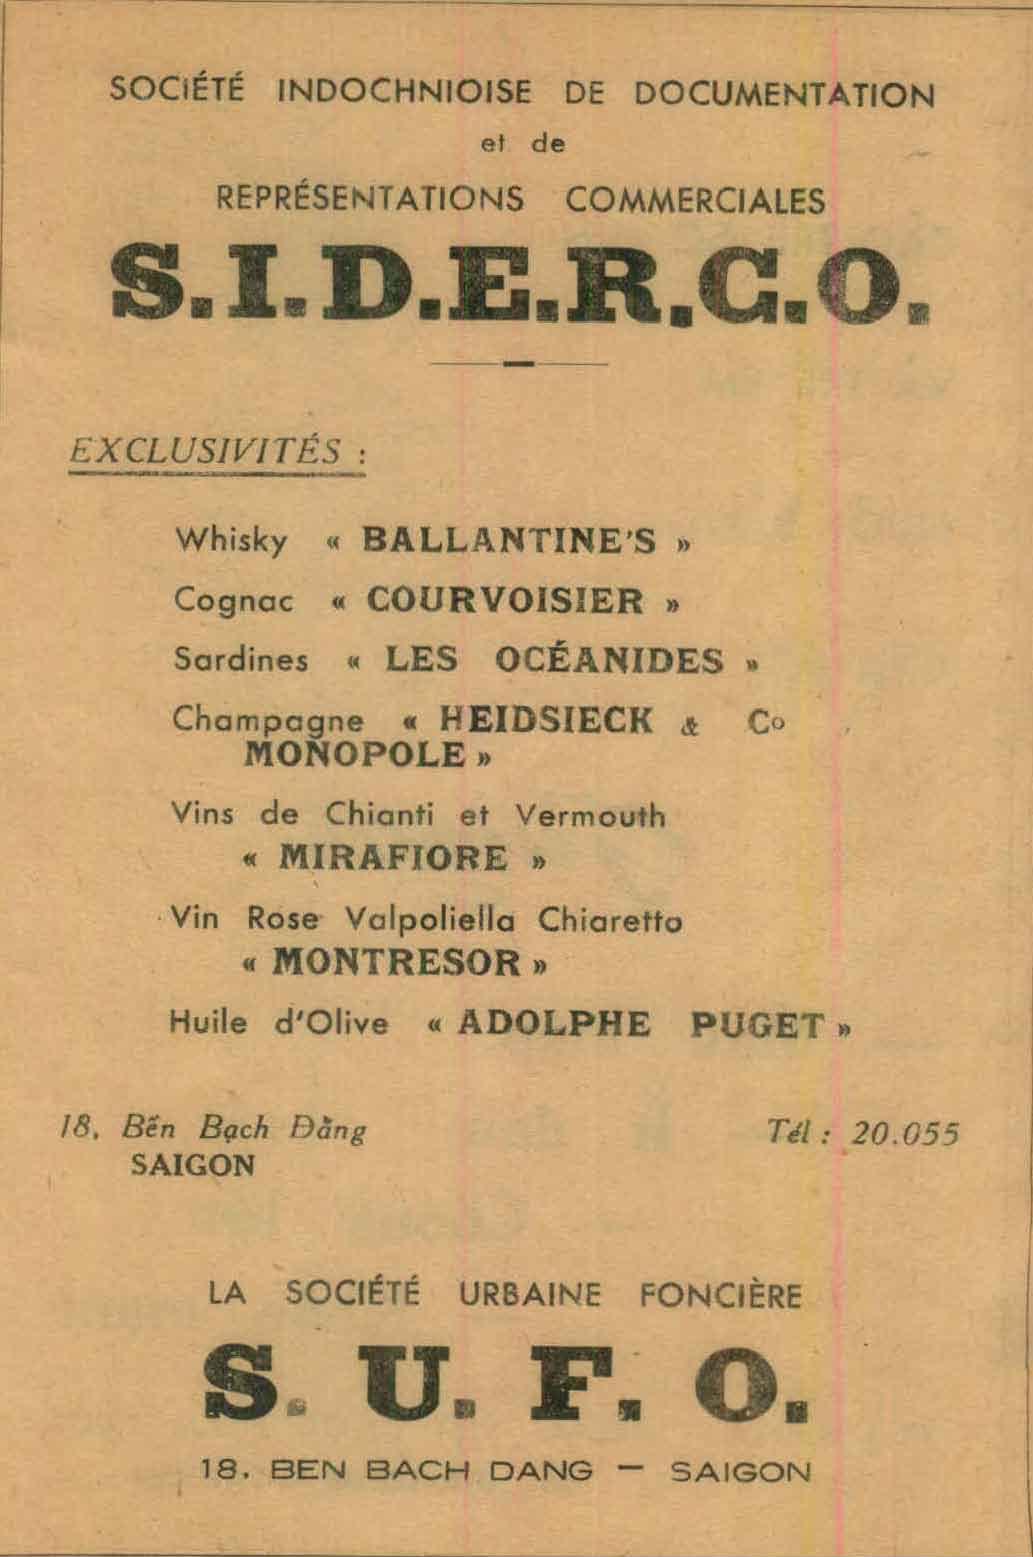 SOCIÉTÉ INDOCHNIOISE DE DOCUMENTATION
et de
REPRÉSENTATIONS COMMERCIALES
S.I.D.E.R.C.O.
EXCLUSIVITÉS :
Whisky « BALLANTINE'S »
Cognac « COURVOISIER »
Sardines « LES OCÉANIDES »
Champagne « HEIDSIECK & Co
MONOPOLE »
Vins de Chianti et Vermouth
« MIRAFIORE »
Vin Rose Valpoliella Chiaretto
« MONTRESOR »
Huile d'Olive « ADOLPHE PUGET »
18, Bến Bạch Đằng
Tél : 20.055
SAIGON
LA SOCIÉTÉ URBAINE FONCIÈRE
S. U. F. O.
18. BEN BACH DANG — SAIGON